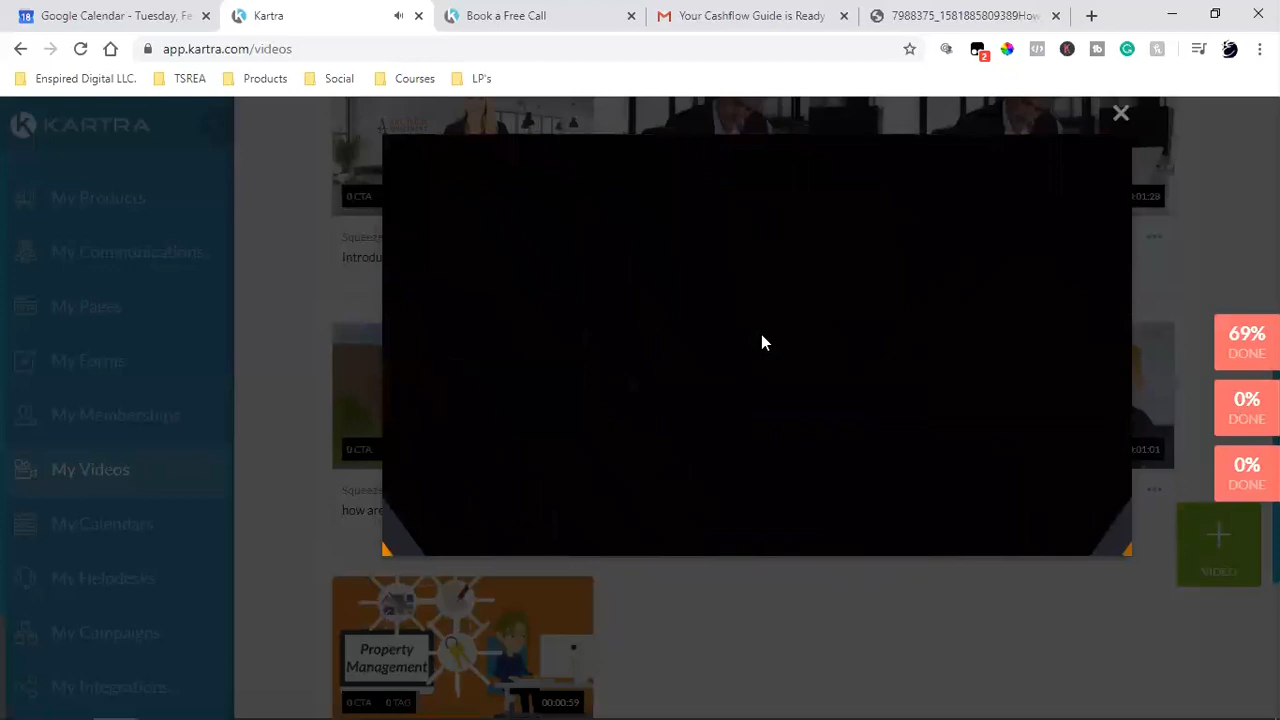 Google Calendar - Tuesday, Fe
Kartra
Book a Free Call
Your Cashflow Guide is Ready
7988375_1581885809389How
app.kartra.com/videos
2
Enspired Digital LLC.
TSREA
Products
Social
Courses
LP's
KARTRA
My Products
My Communications
My Pages
My Forms
My Memberships
My Videos
My Calendars
My Helpdesks
My Campaigns
My Integrations
0 CTA
:01:28
Squeeze
Introdu
0 CTA
:01:01
Squeeze
how are
Property
Management
0 CTA
0 TAG
00:00:59
69%
DONE
0%
DONE
0%
DONE
VIDEO